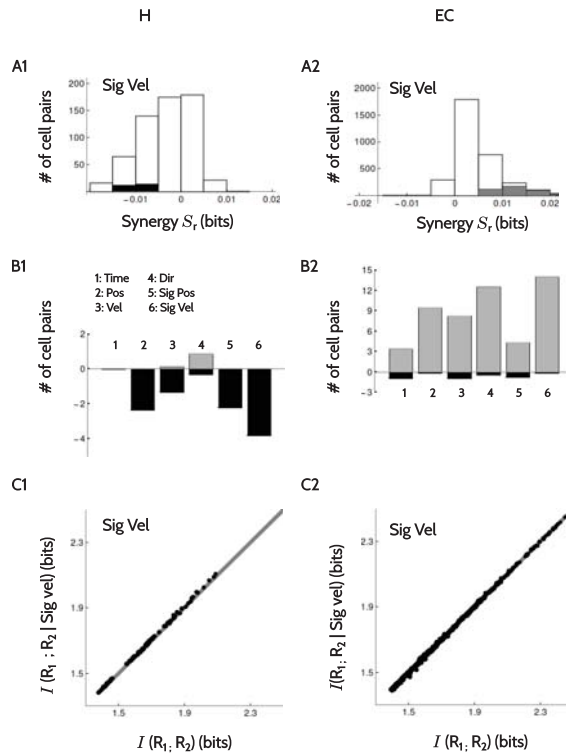 H
EC
A1
Sig Vel
# of cell pairs
200
150
100
50
−0.01
0
0.01
0.02
Synergy Sr (bits)
A2
Sig Vel
# of cell pairs
2000
1500
1000
500
0
−0.02
−0.01
0
0.01
0.02
Synergy Sr (bits)
B1
1: Time
4: Dir
2: Pos
5: Sig Pos
3: Vel
6: Sig Vel
# of cell pairs
2
0
−2
−4
1
2
3
4
5
6
B2
# of cell pairs
15
12
9
6
3
0
−3
1
2
3
4
5
6
C1
Sig Vel
I (R1 ; R2 | Sig vel) (bits)
2.3
1.9
1.5
1.5
1.9
2.3
I (R1; R2) (bits)
C2
Sig Vel
I(R1; R2 | Sig vel) (bits)
2.3
1.9
1.5
1.5
1.9
2.3
I (R1; R2) (bits)